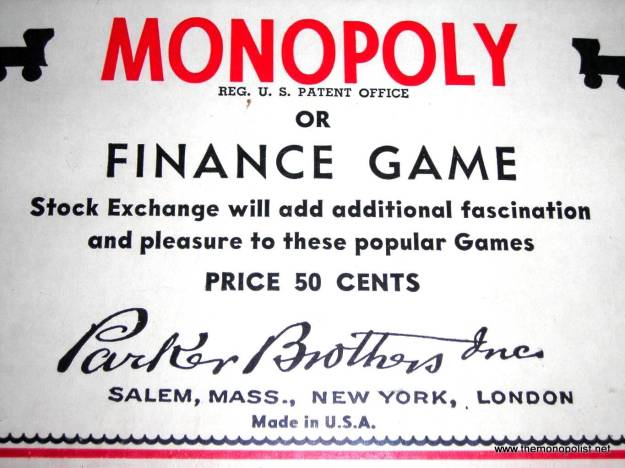 MONOPOLY
REG. U. S. PATENT OFFICE
OR
FINANCE GAME
Stock Exchange will add additional fascination
and pleasure to these popular Games
PRICE 50 CENTS
Parker Brothers Inc.
SALEM, MASS., NEW YORK, LONDON
Made in U.S.A.
www.themonopolist.net